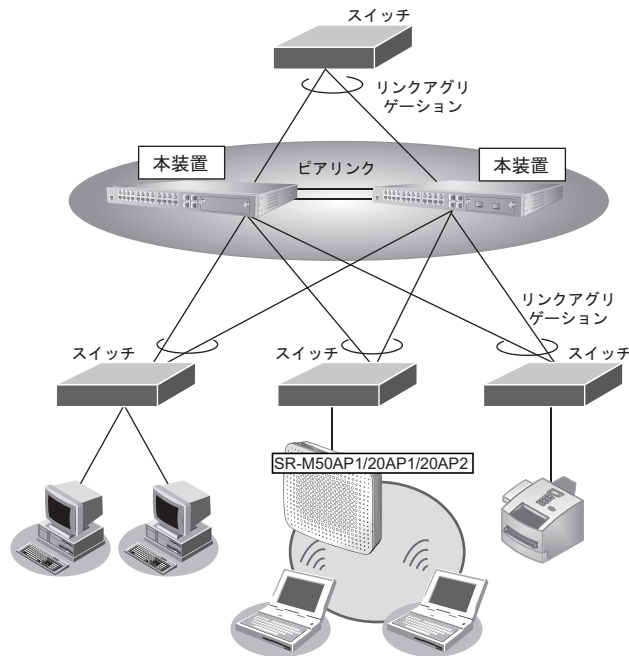 スイッチ
リンクアグリ
ゲーション
本装置
ピアリンク
本装置
リンクアグリ
ゲーション
スイッチ
スイッチ
スイッチ
SR-M50AP1/20AP1/20AP2